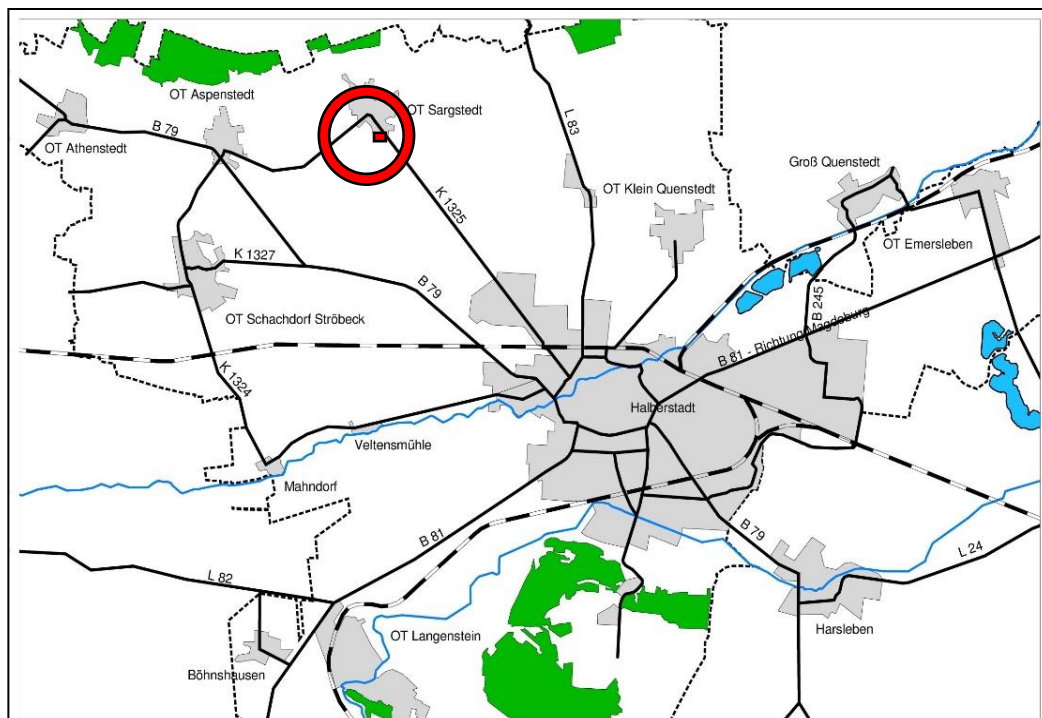 OT Aspenstedt
OT Sargstedt
L 83
B 79
OT Athenstedt
Groß Quenstedt
OT Klein Quenstedt
K 1325
OT Emersleben
K 1327
B 79
B 245
OT Schachdorf Ströbeck
B 81 - Richtung Magdeburg
K 1324
Halberstadt
Veltensmühle
Mahndorf
B 81
B 79
L 24
L 82
OT Langenstein
Harsleben
Böhnshausen